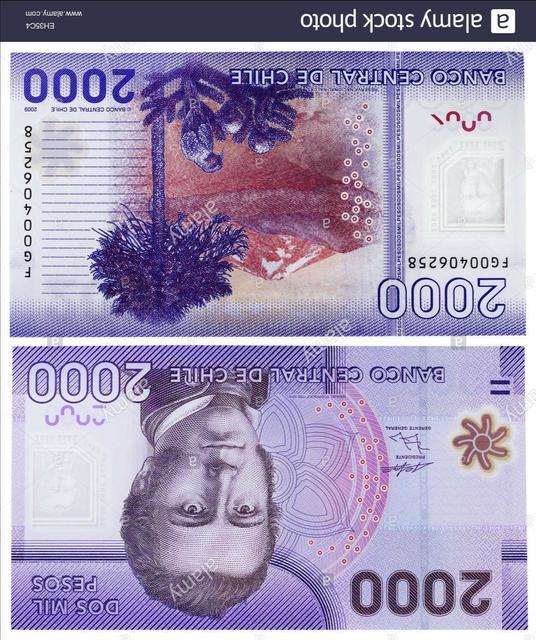 DOS MIL
PESOS
2000
PRESIDENTE
GERENTE GENERAL
BANCO CENTRAL DE CHILE
2000
2000
FG00406258
FG00406258
© BANCO CENTRAL DE CHILE
2009
BANCO CENTRAL DE CHILE
2000
a alamy stock photo
EH35C4
www.alamy.com